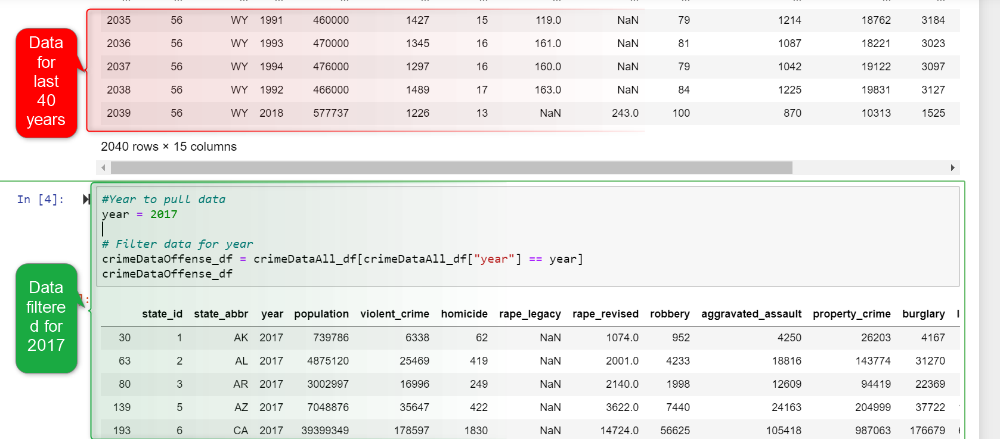 2035 56 WY 1991 460000 1427 15 119.0 NaN 79 1214 18762 3184
2036 56 WY 1993 470000 1345 16 161.0 NaN 81 1087 18221 3023
2037 56 WY 1994 476000 1297 16 160.0 NaN 79 1042 19122 3097
2038 56 WY 1992 466000 1489 17 163.0 NaN 84 1225 19831 3127
2039 56 WY 2018 577737 1226 13 NaN 243.0 100 870 10313 1525
Data
for
last
40
years
2040 rows × 15 columns
In [4]:
#Year to pull data
year = 2017
# Filter data for year
crimeDataOffense_df = crimeDataAll_df[crimeDataAll_df["year"] == year]
crimeDataOffense_df
Data
filtere
d for
2017
]:
state_id state_abbr year population violent_crime homicide rape_legacy rape_revised robbery aggravated_assault property_crime burglary l
30 1 AK 2017 739786 6338 62 NaN 1074.0 952 4250 26203 4167
63 2 AL 2017 4875120 25469 419 NaN 2001.0 4233 18816 143774 31270
80 3 AR 2017 3002997 16996 249 NaN 2140.0 1998 12609 94419 22369
139 5 AZ 2017 7048876 35647 422 NaN 3622.0 7440 24163 204999 37722
193 6 CA 2017 39399349 178597 1830 NaN 14724.0 56625 105418 987063 176679